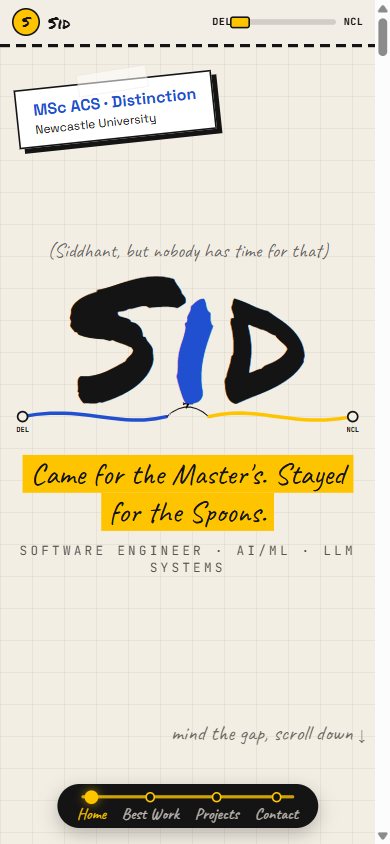 S SID
DEL NCL
MSc ACS · Distinction
Newcastle University
(Siddhant, but nobody has time for that)
SID
DEL NCL
Came for the Master's. Stayed
for the Spoons.
SOFTWARE ENGINEER · AI/ML · LLM
SYSTEMS
mind the gap, scroll down ↓
Home Best Work Projects Contact